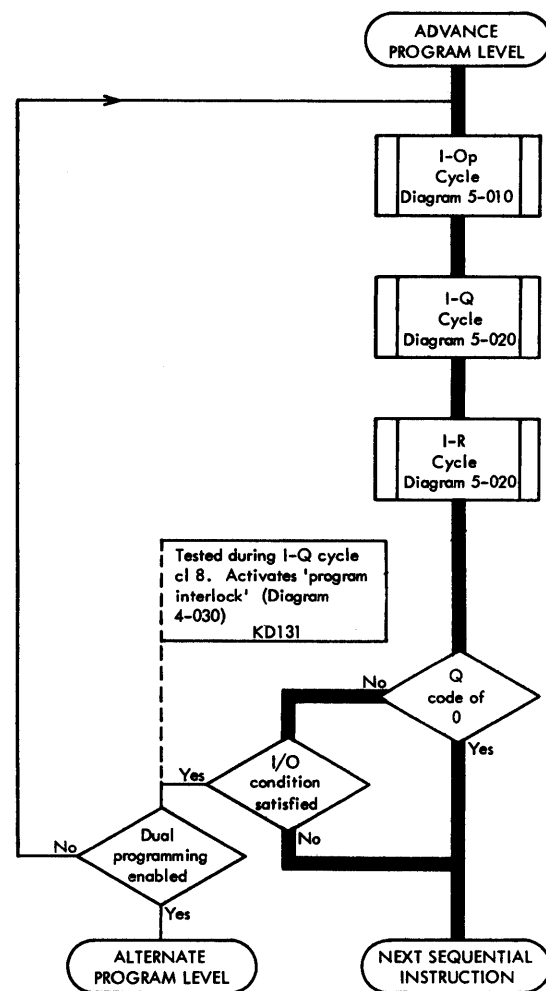 ADVANCE
PROGRAM LEVEL
I-Op
Cycle
Diagram 5-010
I-Q
Cycle
Diagram 5-020
I-R
Cycle
Diagram 5-020
Tested during I-Q cycle
cl 8. Activates 'program
interlock' (Diagram
4-030)
KD131
Q
code of
0
No
Yes
I/O
condition
satisfied
Yes
No
Dual
programming
enabled
No
Yes
ALTERNATE
PROGRAM LEVEL
NEXT SEQUENTIAL
INSTRUCTION